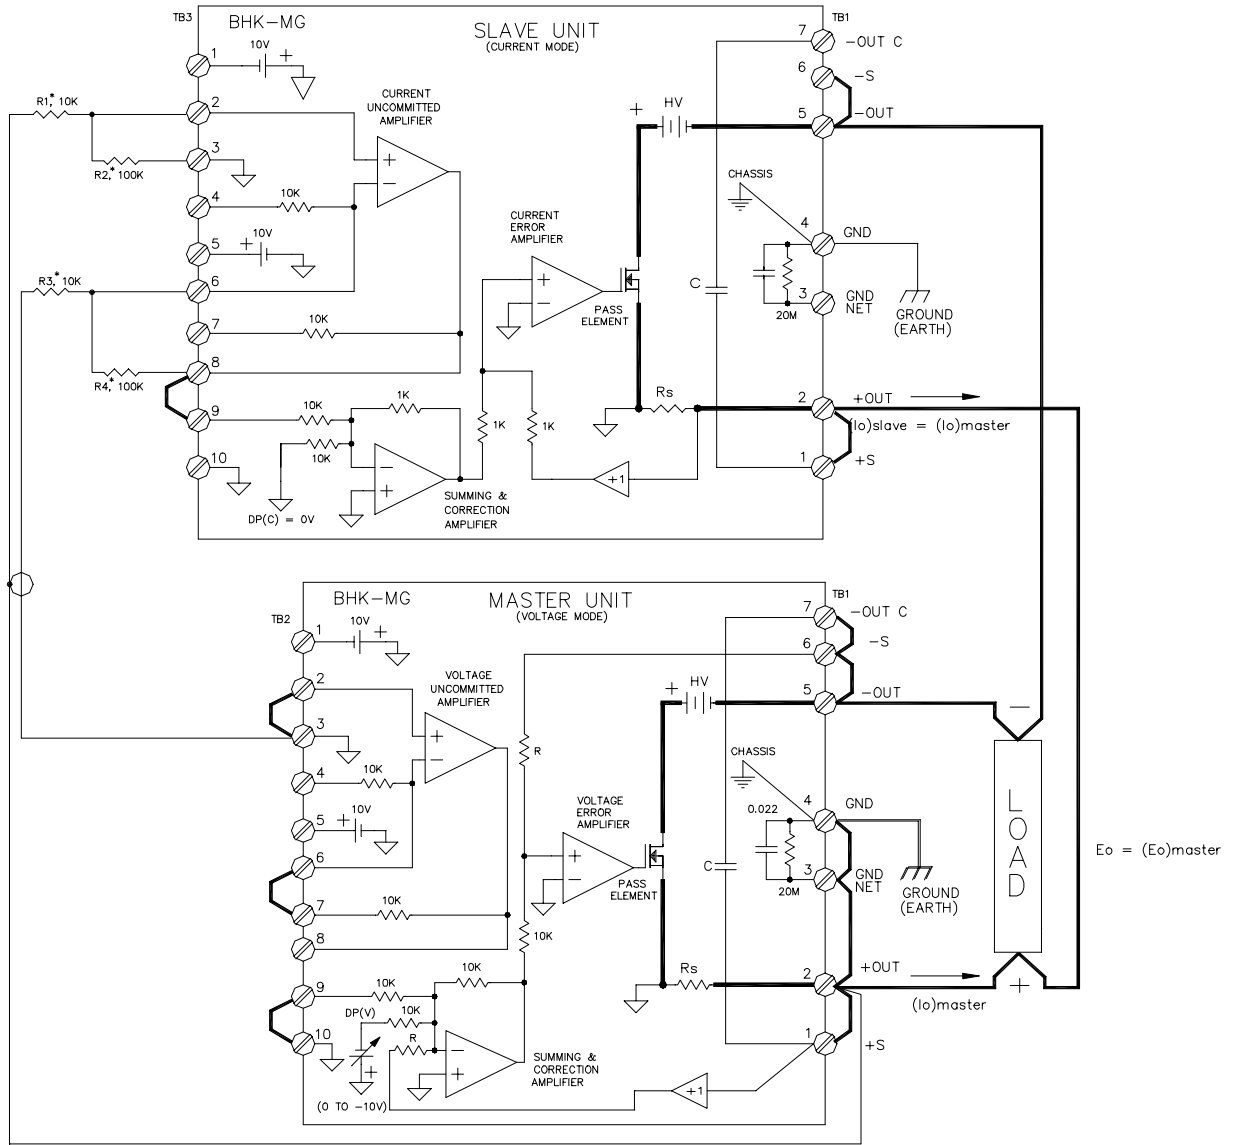 TB3
BHK-MG
SLAVE UNIT
(CURRENT MODE)
TB1
1
10V
+
7
-OUT C
6
-S
R1,* 10K
2
CURRENT
UNCOMMITTED
AMPLIFIER
+
HV
5
-OUT
3
R2,* 100K
+
−
CHASSIS
4
10K
CURRENT
ERROR
AMPLIFIER
4
GND
5
+
10V
R3,* 10K
6
+
−
PASS
ELEMENT
C
20M
3
GND
NET
GROUND
(EARTH)
7
10K
8
R4,* 100K
9
10K
1K
Rs
2
+OUT
(Io)slave = (Io)master
10K
1K
1K
10
−
+
+1
1
+S
DP(C) = 0V
SUMMING &
CORRECTION
AMPLIFIER
BHK-MG
MASTER UNIT
(VOLTAGE MODE)
TB1
TB2
1
10V
+
7
-OUT C
6
-S
2
VOLTAGE
UNCOMMITTED
AMPLIFIER
+
HV
5
-OUT
−
3
+
−
R
CHASSIS
4
10K
VOLTAGE
ERROR
AMPLIFIER
0.022
4
GND
LOAD
5
+
10V
Eo = (Eo)master
6
+
−
PASS
ELEMENT
C
20M
3
GND
NET
GROUND
(EARTH)
7
10K
8
10K
9
10K
10K
Rs
2
+OUT
(Io)master
+
DP(V)
10K
10
R
−
+
1
+S
+
SUMMING &
CORRECTION
AMPLIFIER
+1
(0 TO -10V)